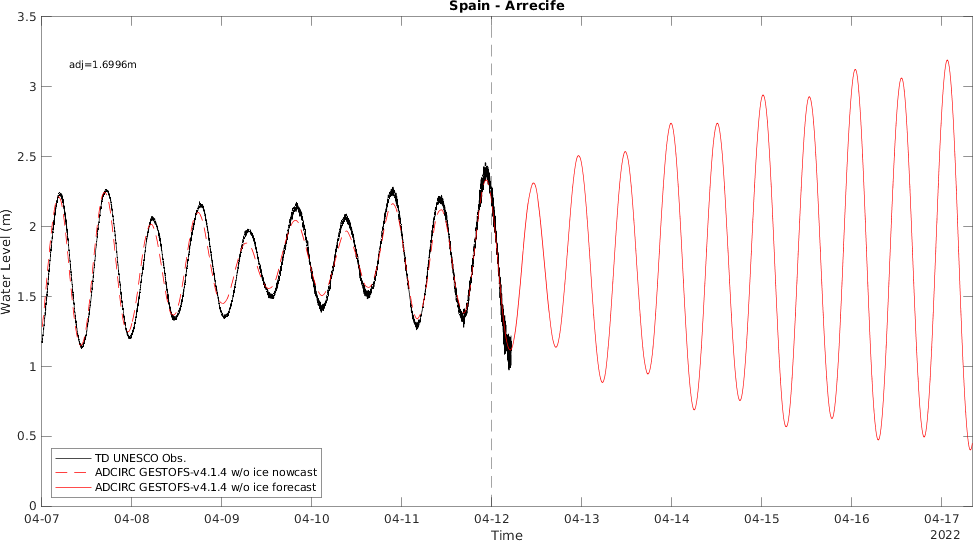 Spain - Arrecife
3.5
adj=1.6996m
3
2.5
2
Water Level (m)
1.5
1
0.5
TD UNESCO Obs.
ADCIRC GESTOFS-v4.1.4 w/o ice nowcast
ADCIRC GESTOFS-v4.1.4 w/o ice forecast
0
04-07 04-08 04-09 04-10 04-11 04-12 04-13 04-14 04-15 04-16 04-17
Time
2022